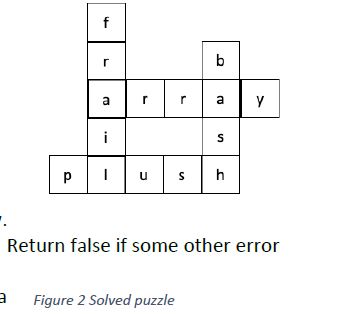 f
r b
a r r a y
i s
p l u s h
.
Return false if some other error
a Figure 2 Solved puzzle